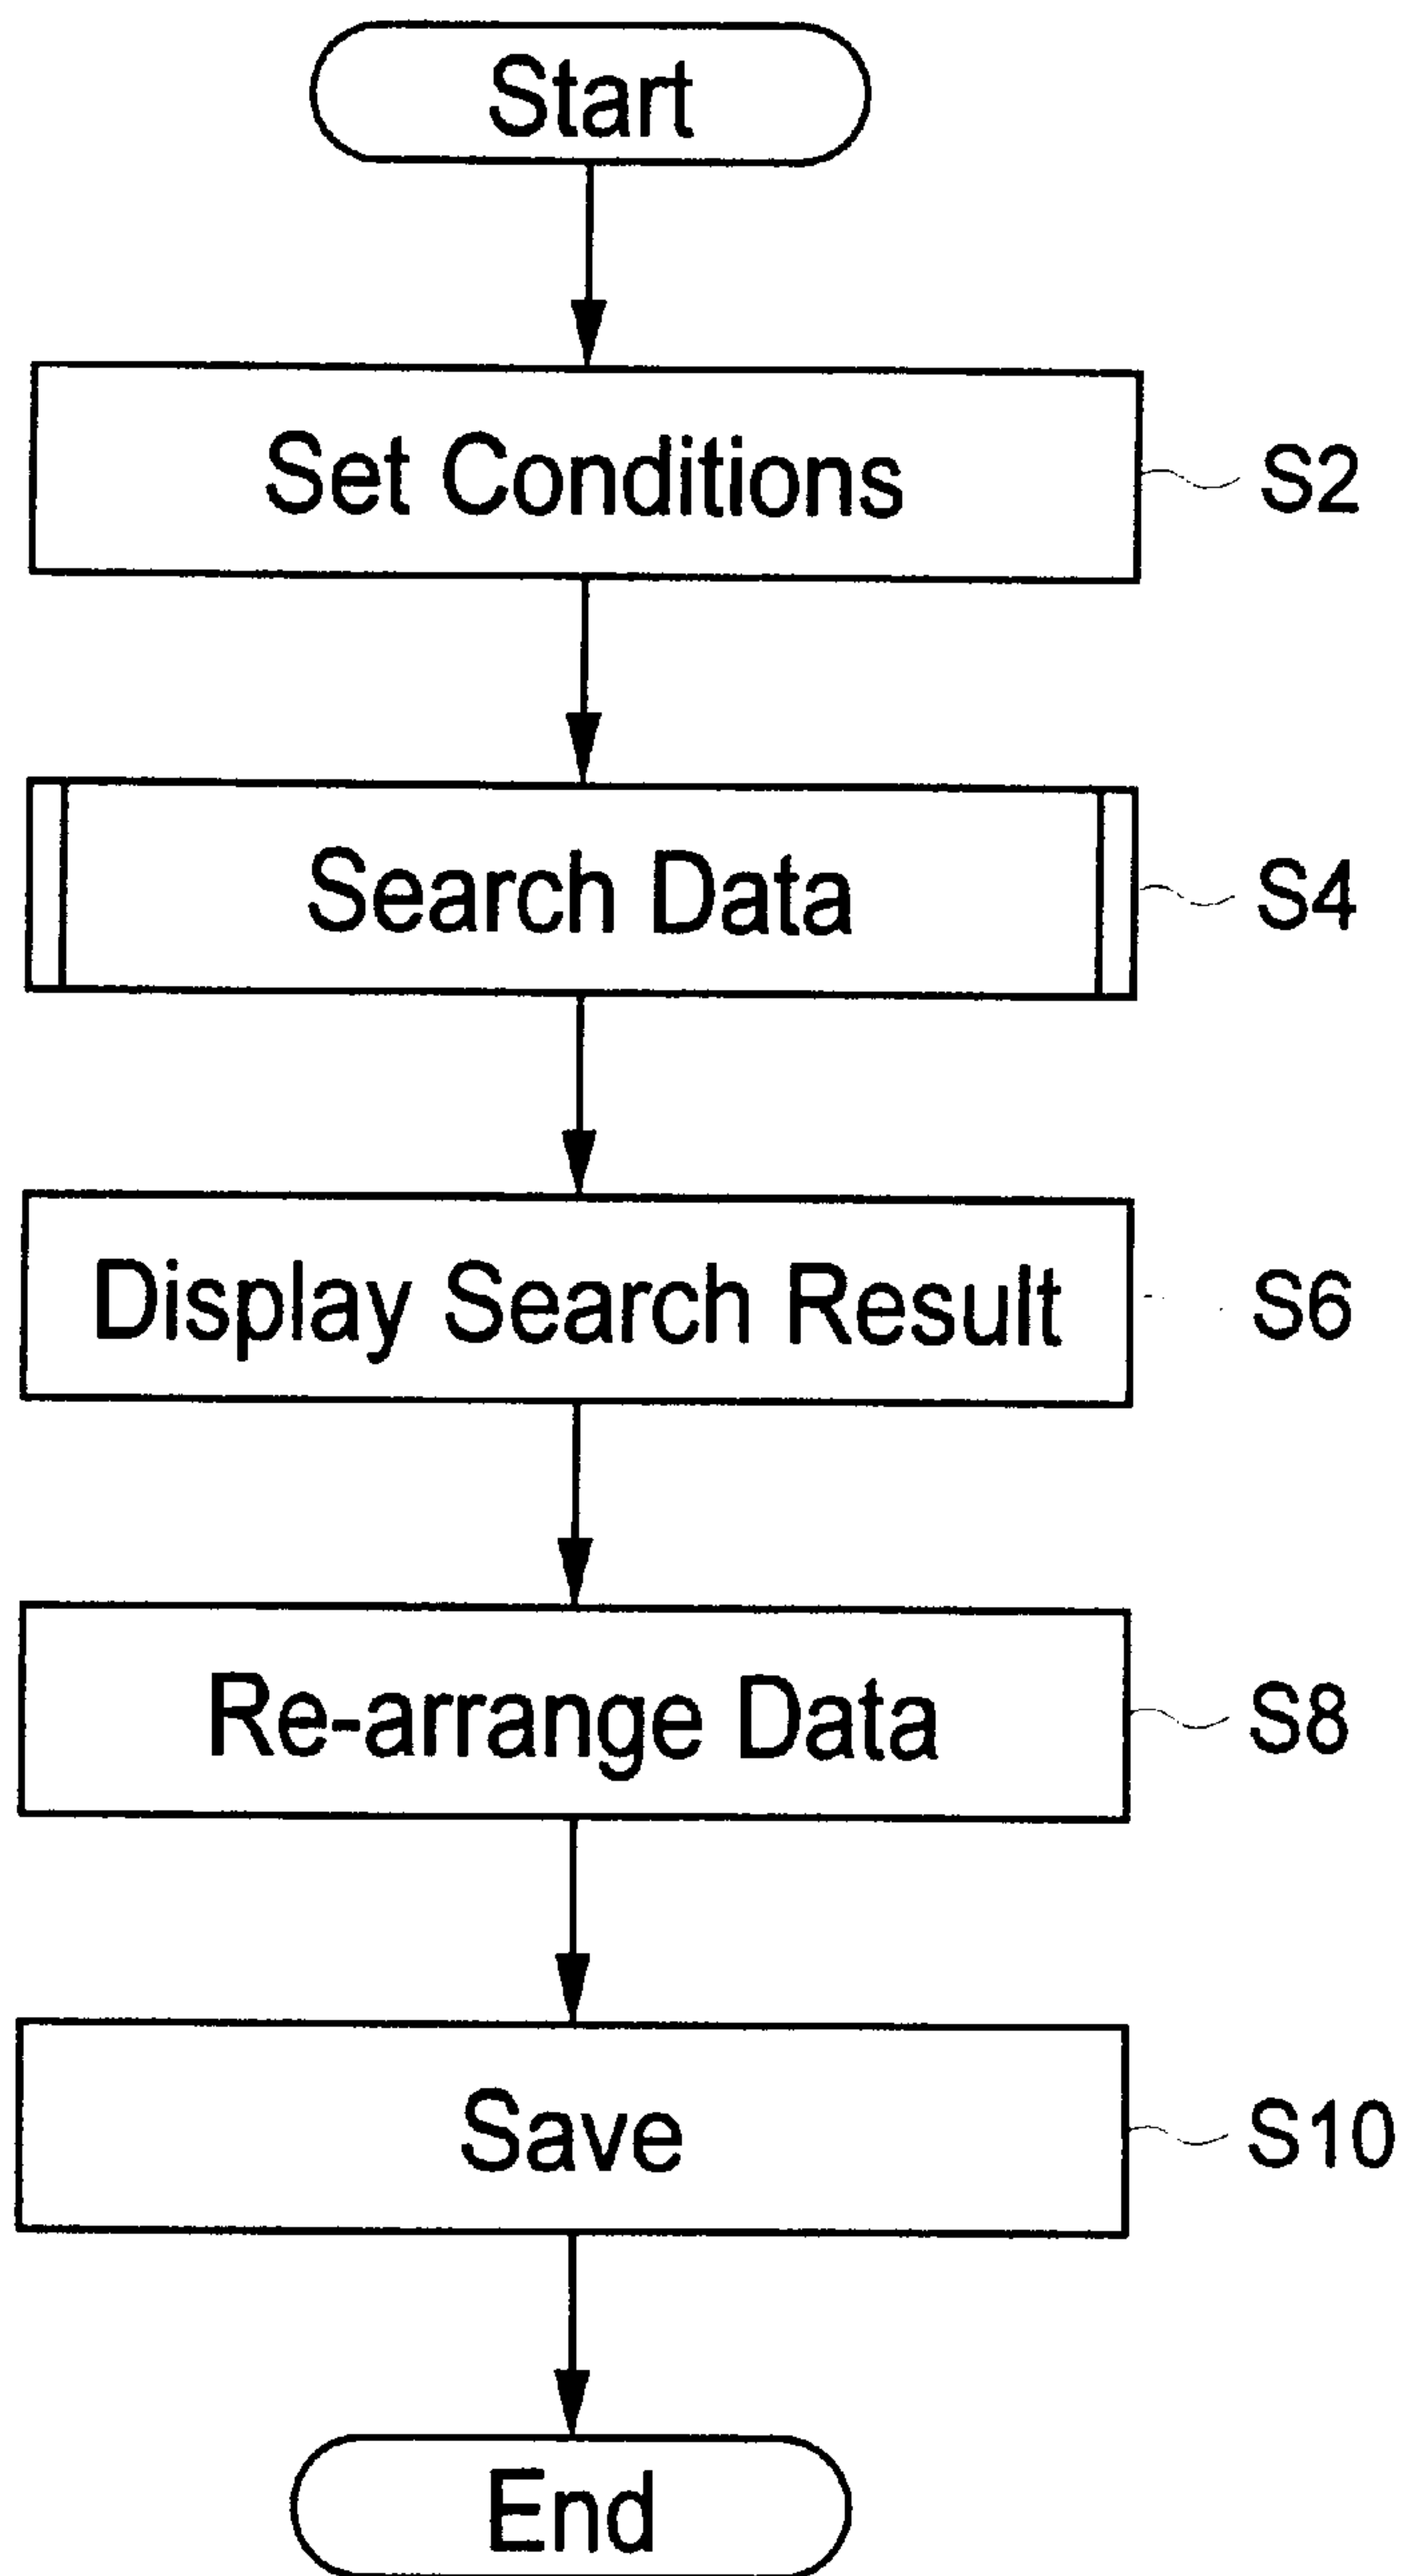 Start
Set Conditions S2
Search Data S4
Display Search Result S6
Re-arrange Data S8
Save S10
End